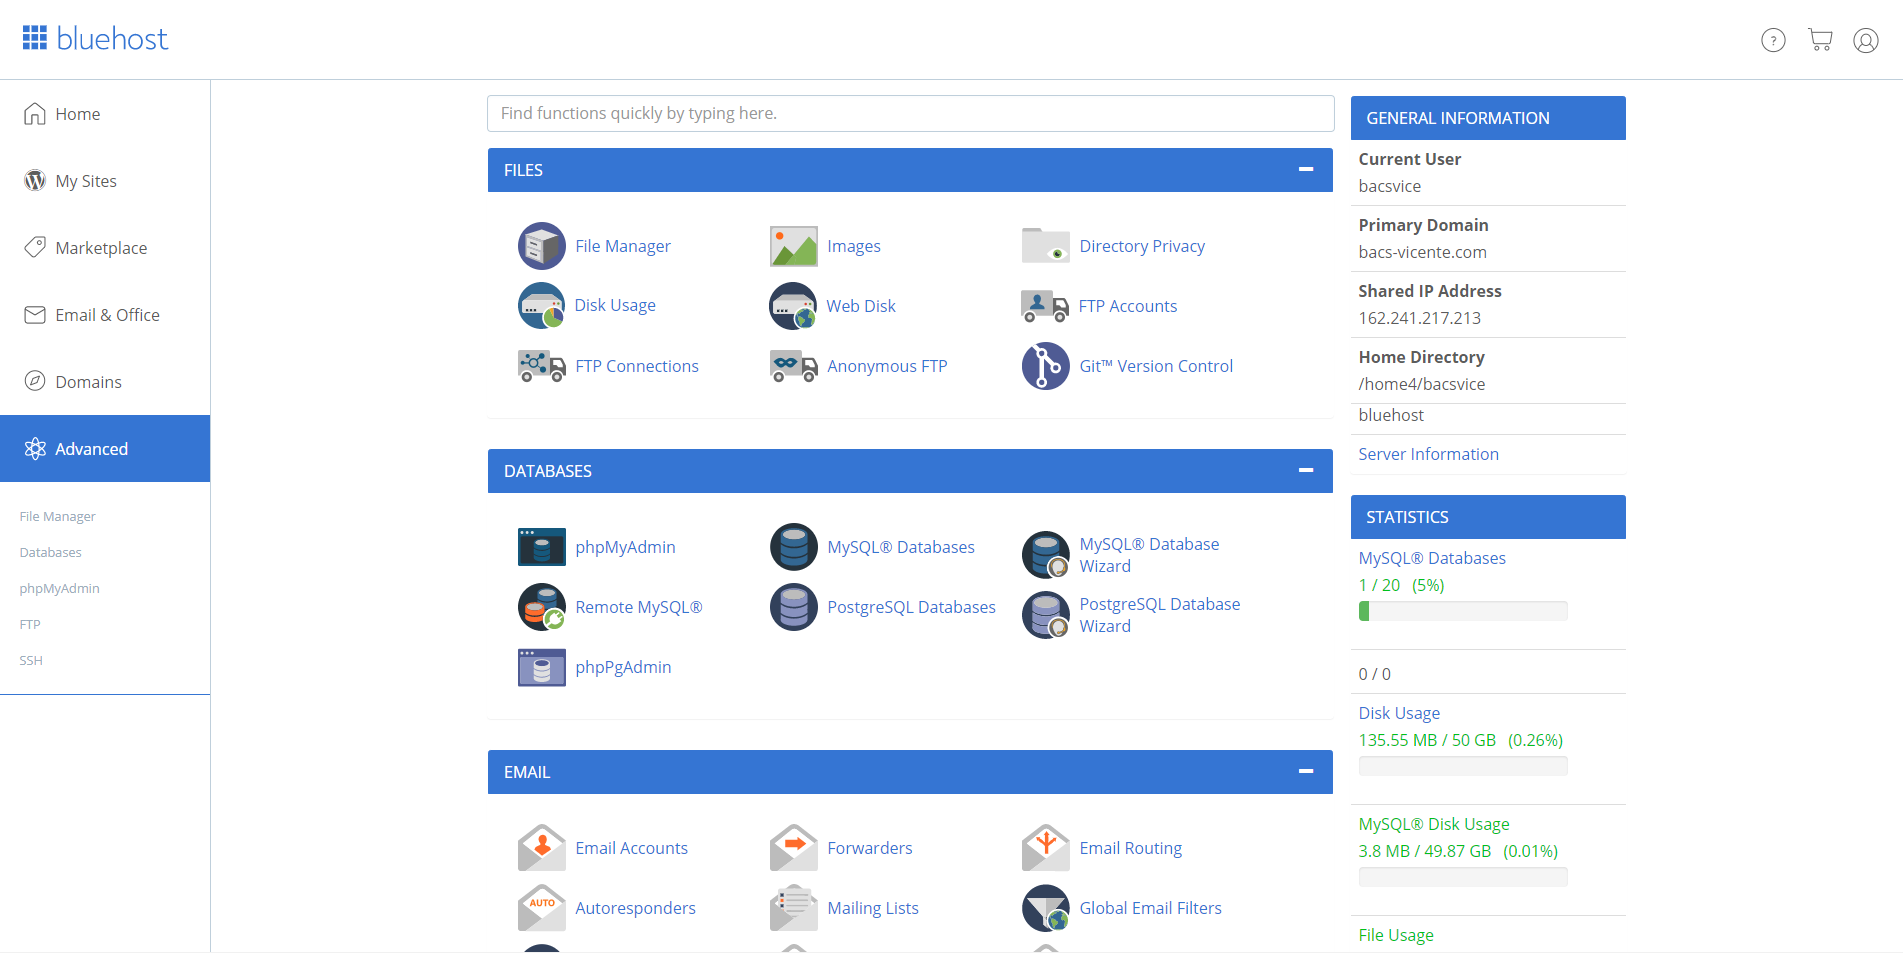 bluehost
?
Home
My Sites
Marketplace
Email & Office
Domains
Advanced
File Manager
Databases
phpMyAdmin
FTP
SSH
Find functions quickly by typing here.
FILES
File Manager
Images
Directory Privacy
Disk Usage
Web Disk
FTP Accounts
FTP Connections
Anonymous FTP
Git™ Version Control
DATABASES
phpMyAdmin
MySQL® Databases
MySQL® Database
Wizard
Remote MySQL®
PostgreSQL Databases
PostgreSQL Database
Wizard
phpPgAdmin
EMAIL
Email Accounts
Forwarders
Email Routing
AUTO
Autoresponders
Mailing Lists
Global Email Filters
GENERAL INFORMATION
Current User
bacsvice
Primary Domain
bacs-vicente.com
Shared IP Address
162.241.217.213
Home Directory
/home4/bacsvice
bluehost
Server Information
STATISTICS
MySQL® Databases
1 / 20 (5%)
0 / 0
Disk Usage
135.55 MB / 50 GB (0.26%)
MySQL® Disk Usage
3.8 MB / 49.87 GB (0.01%)
File Usage